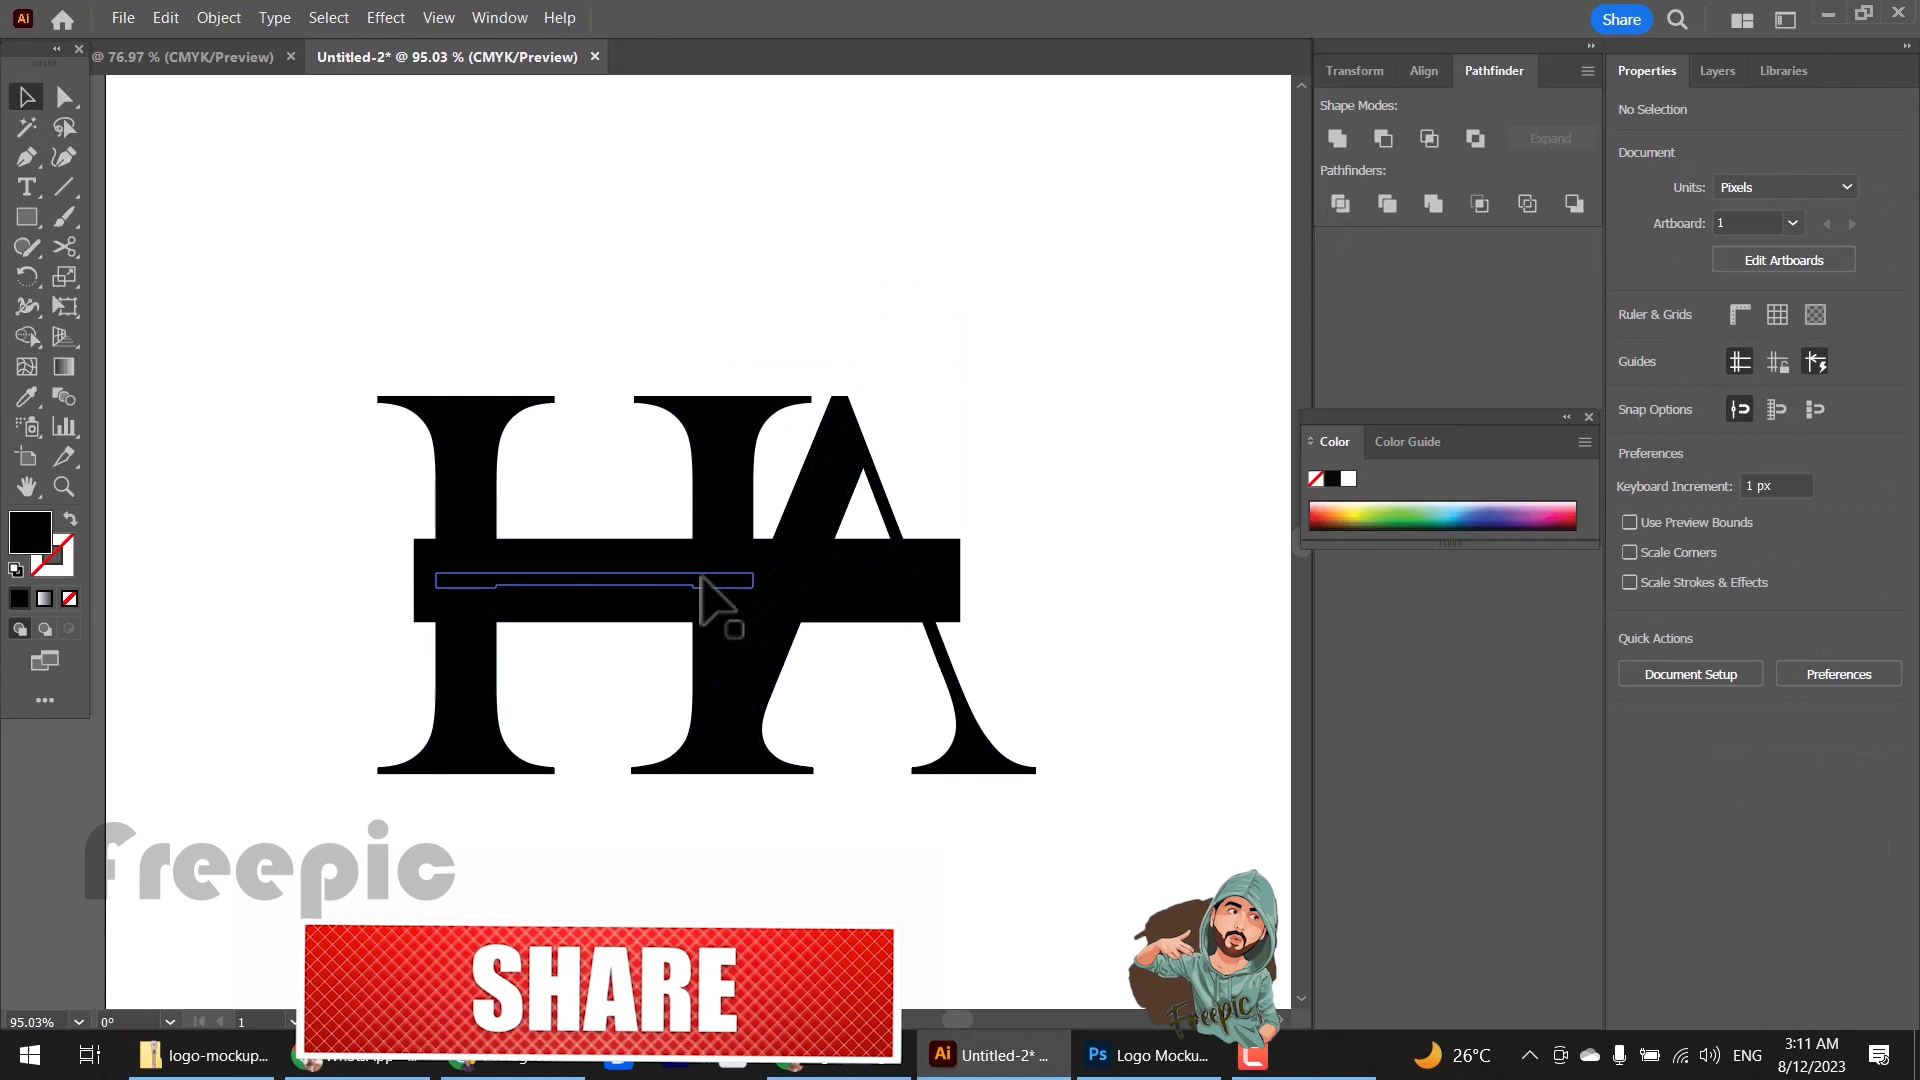 Ai File Edit Object Type Select Effect View Window Help Share
@ 76.97 % (CMYK/Preview) Untitled-2* @ 95.03 % (CMYK/Preview)
Transform Align Pathfinder
Shape Modes:
Expand
Pathfinders:
Properties Layers Libraries
No Selection
Document
Units: Pixels
Artboard: 1
Edit Artboards
Ruler & Grids
Guides
Snap Options
Preferences
Keyboard Increment: 1 px
Use Preview Bounds
Scale Corners
Scale Strokes & Effects
Quick Actions
Document Setup Preferences
Color Color Guide
HA
Freepic
SHARE
Freepic
95.03% 0° 1
logo-mockup... Ai Untitled-2* ... Ps Logo Mocku... 26°C ENG 3:11 AM
8/12/2023